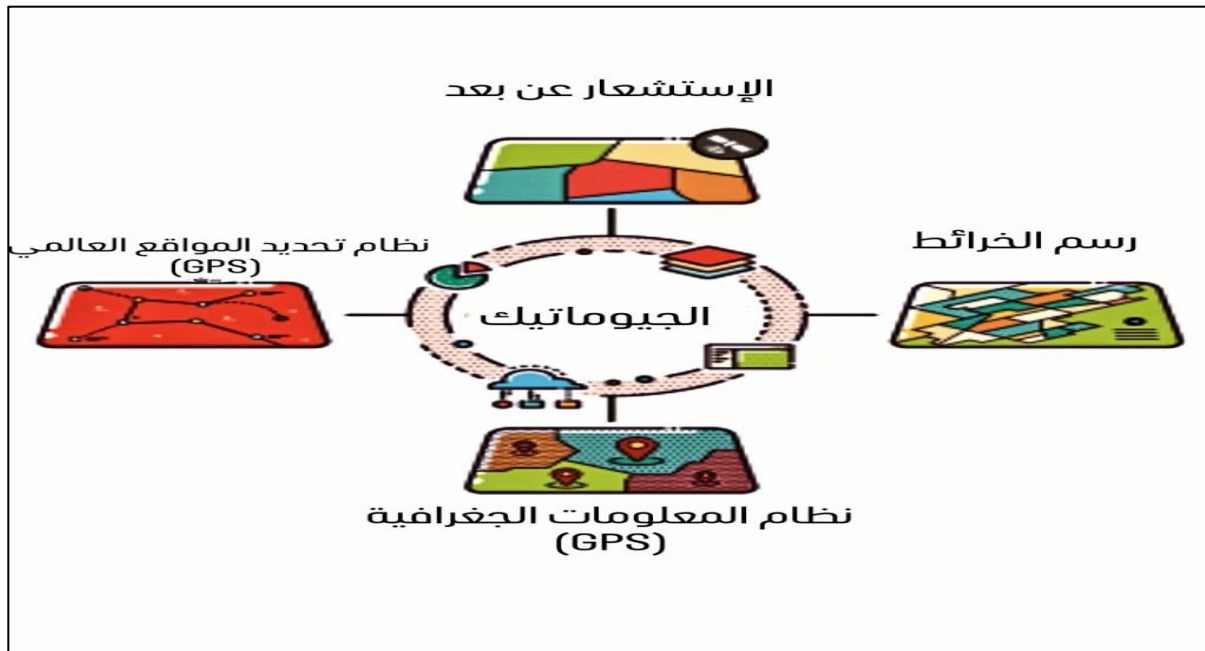 الإستشعار عن بعد
رسم الخرائط
نظام تحديد المواقع العالمي
(GPS)
الجيوماتيك
نظام المعلومات الجغرافية
(GPS)